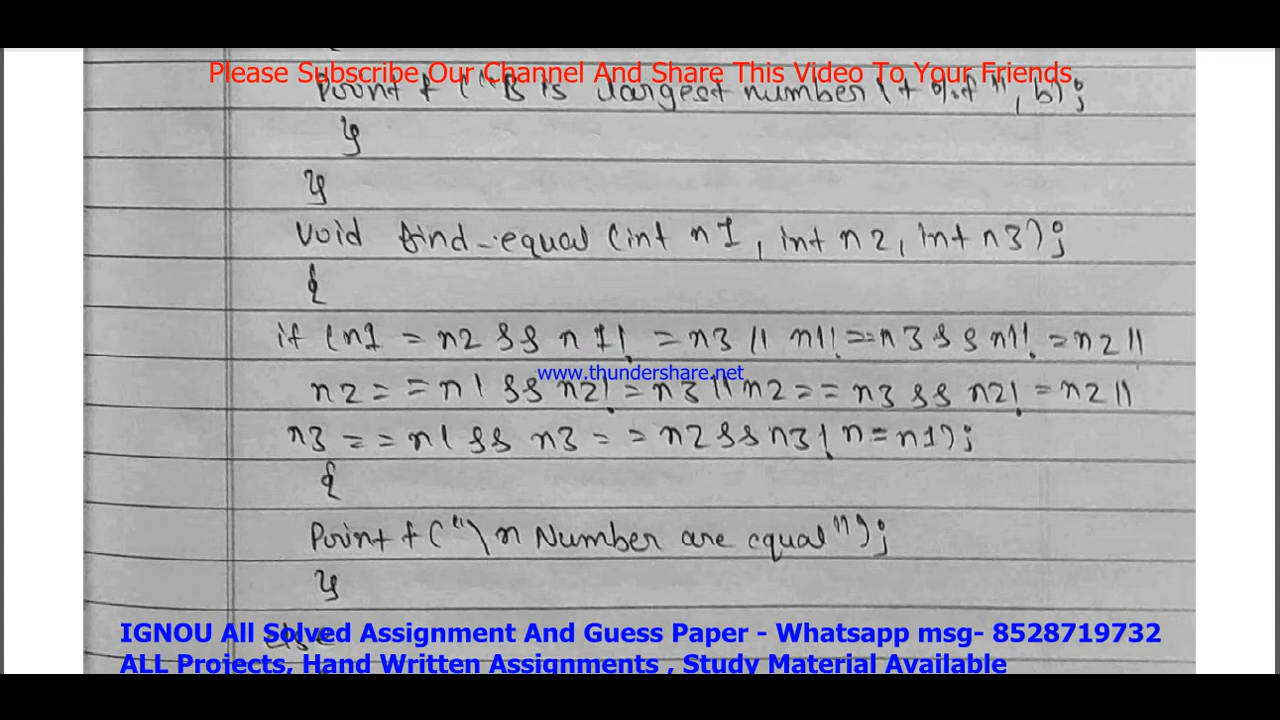 Please Subscribe Our Channel And Share This Video To Your Friends
Printf ("B is largest number (t %f", b);
}
}
void find-equal (int n1, int n2, int n3);
{
if (n1 = n2 && n1! = n3 || n1! == n3 && n1! = n2 ||
www.thundershare.net
n2 = = n1 && n2! = n3 || n2 == n3 && n2! = n2 ||
n3 == n1 && n3 = = n2 && n3! n = n1);
{
Printf ("\n Number are equal");
}
else
IGNOU All Solved Assignment And Guess Paper - Whatsapp msg- 8528719732
ALL Projects, Hand Written Assignments , Study Material Available